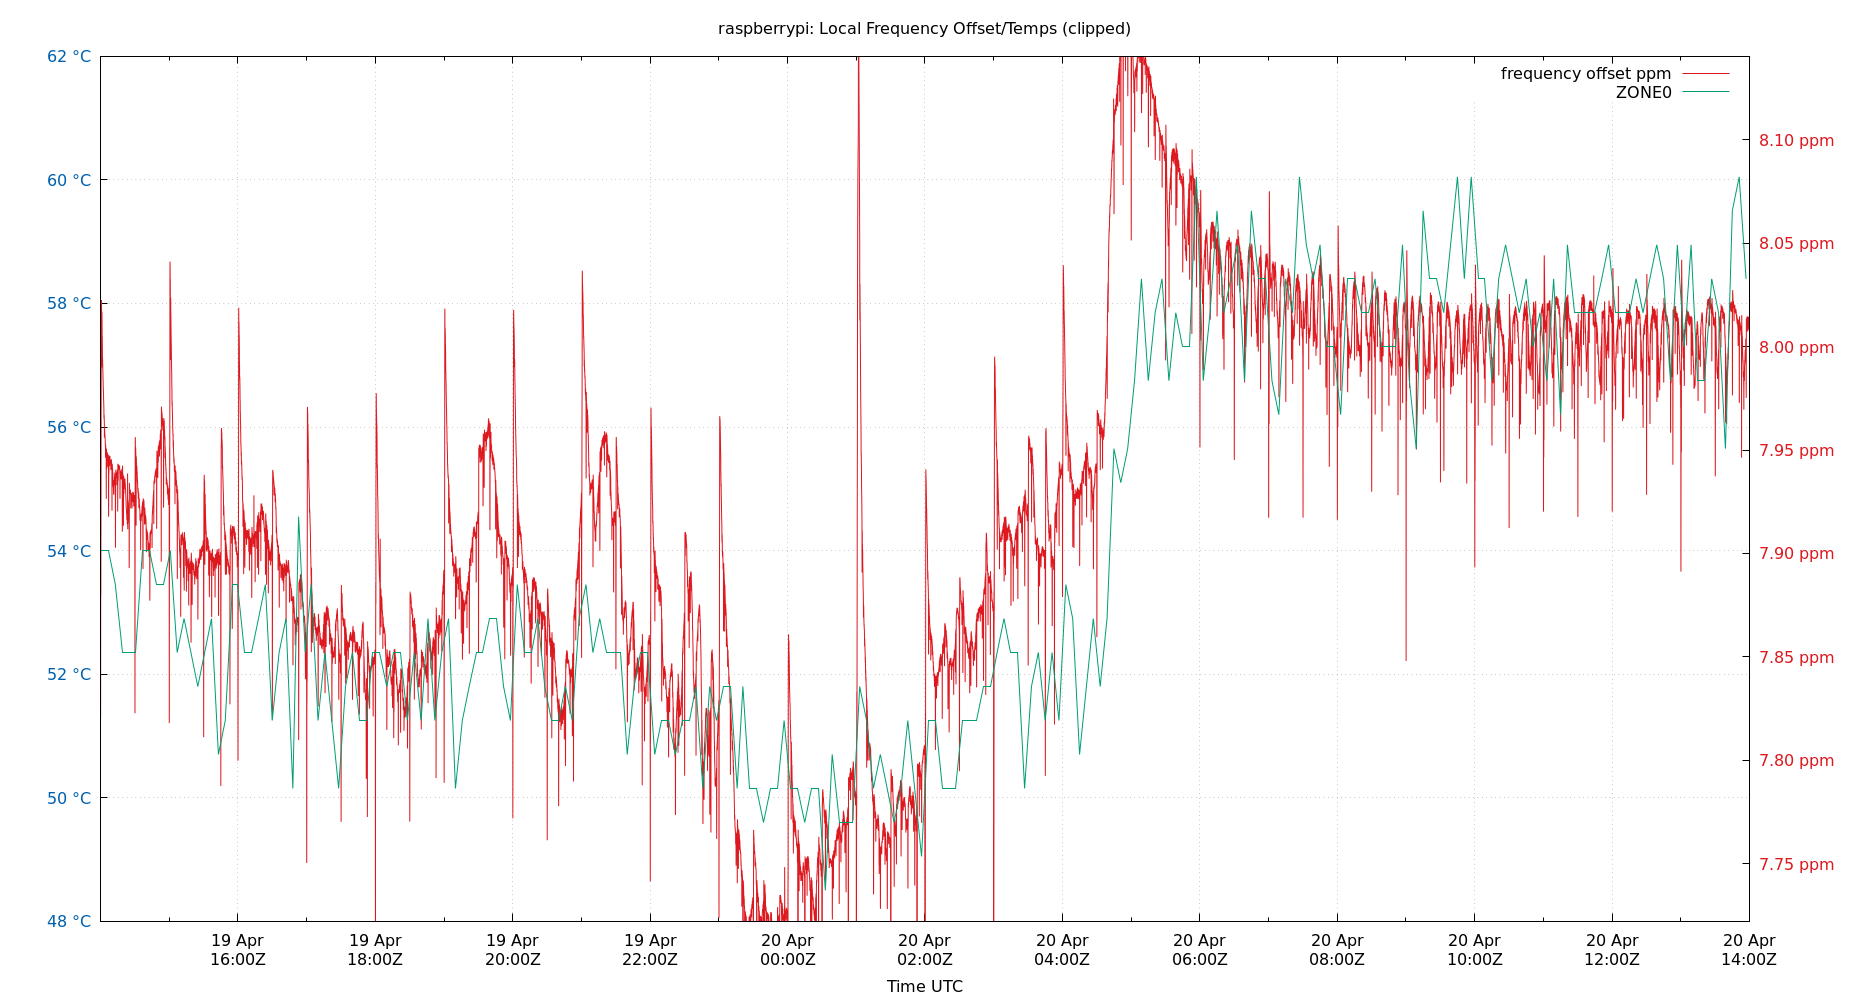 raspberrypi: Local Frequency Offset/Temps (clipped)
frequency offset ppm
ZONE0
62 °C
60 °C
58 °C
56 °C
54 °C
52 °C
50 °C
48 °C
8.10 ppm
8.05 ppm
8.00 ppm
7.95 ppm
7.90 ppm
7.85 ppm
7.80 ppm
7.75 ppm
19 Apr 19 Apr 19 Apr 19 Apr 20 Apr 20 Apr 20 Apr 20 Apr 20 Apr 20 Apr 20 Apr 20 Apr
16:00Z 18:00Z 20:00Z 22:00Z 00:00Z 02:00Z 04:00Z 06:00Z 08:00Z 10:00Z 12:00Z 14:00Z
Time UTC